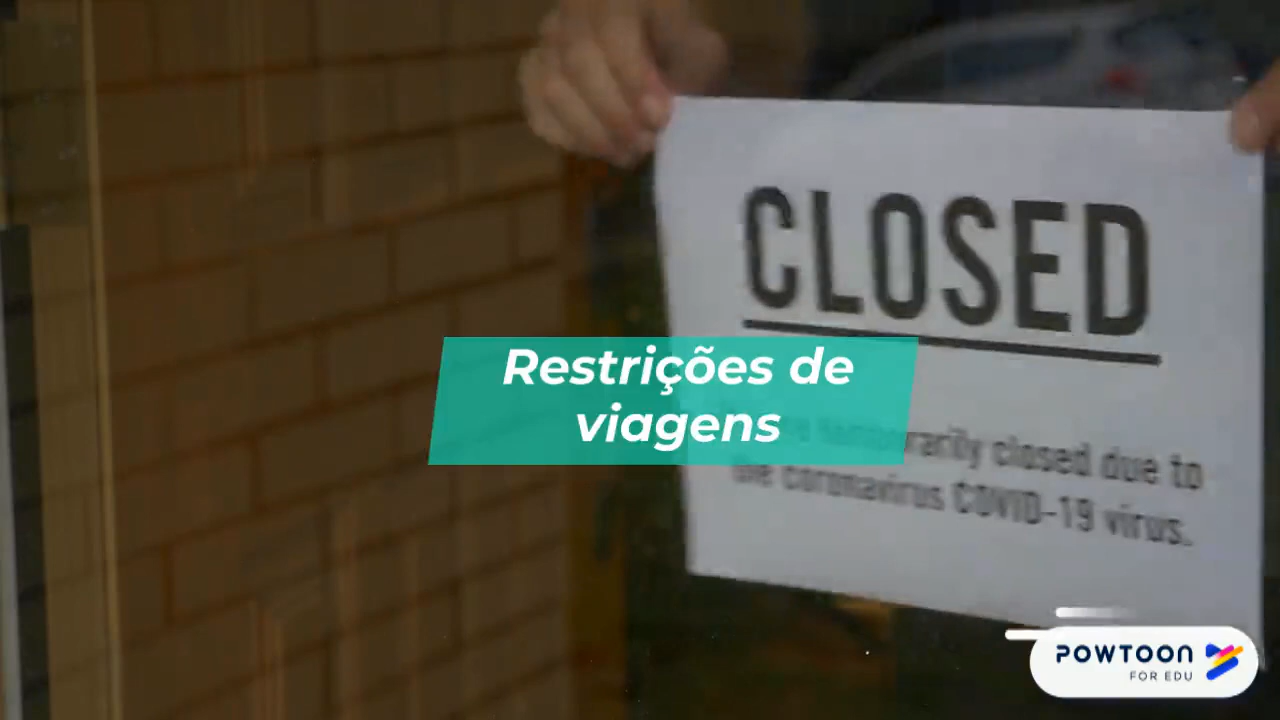 CLOSED
Restrições de
viagens
temporarily closed due to
the coronavirus COVID-19 virus.
POWTOON
FOR EDU